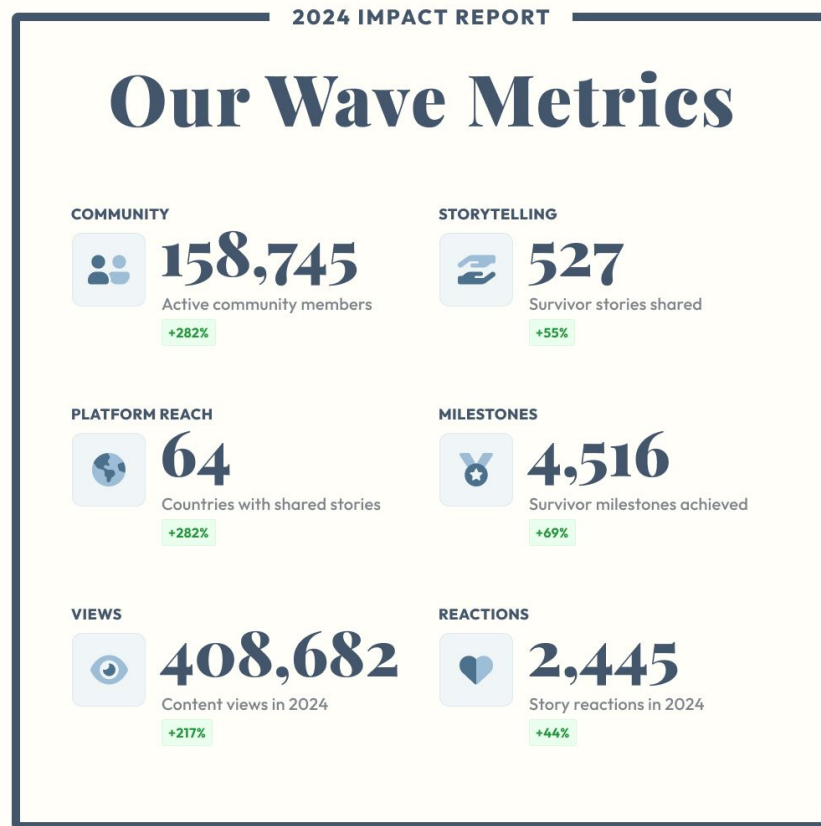 2024 IMPACT REPORT
Our Wave Metrics
COMMUNITY
158,745
Active community members
+282%
STORYTELLING
527
Survivor stories shared
+55%
PLATFORM REACH
64
Countries with shared stories
+282%
MILESTONES
4,516
Survivor milestones achieved
+69%
VIEWS
408,682
Content views in 2024
+217%
REACTIONS
2,445
Story reactions in 2024
+44%